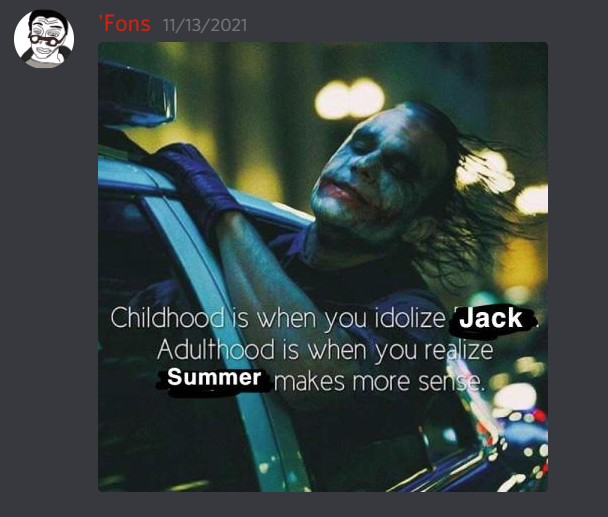 'Fons 11/13/2021
Childhood is when you idolize Jack.
Adulthood is when you realize
Summer makes more sense.